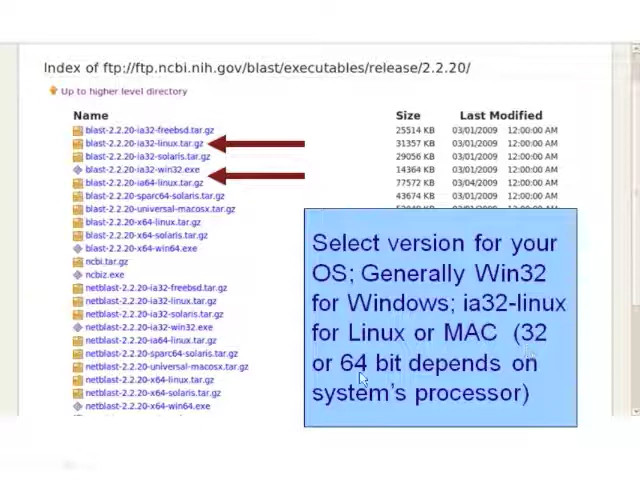 Index of ftp://ftp.ncbi.nih.gov/blast/executables/release/2.2.20/
Up to higher level directory
Name Size Last Modified
blast-2.2.20-ia32-freebsd.tar.gz 25514 KB 03/01/2009 12:00:00 AM
blast-2.2.20-ia32-linux.tar.gz 31357 KB 03/01/2009 12:00:00 AM
blast-2.2.20-ia32-solaris.tar.gz 29056 KB 03/01/2009 12:00:00 AM
blast-2.2.20-ia32-win32.exe 14364 KB 03/01/2009 12:00:00 AM
blast-2.2.20-ia64-linux.tar.gz 77572 KB 03/04/2009 12:00:00 AM
blast-2.2.20-sparc64-solaris.tar.gz 43674 KB 03/01/2009 12:00:00 AM
blast-2.2.20-universal-macosx.tar.gz
blast-2.2.20-x64-linux.tar.gz
blast-2.2.20-x64-solaris.tar.gz
blast-2.2.20-x64-win64.exe
ncbi.tar.gz
ncbiz.exe
netblast-2.2.20-ia32-freebsd.tar.gz
netblast-2.2.20-ia32-linux.tar.gz
netblast-2.2.20-ia32-solaris.tar.gz
netblast-2.2.20-ia32-win32.exe
netblast-2.2.20-ia64-linux.tar.gz
netblast-2.2.20-sparc64-solaris.tar.gz
netblast-2.2.20-universal-macosx.tar.gz
netblast-2.2.20-x64-linux.tar.gz
netblast-2.2.20-x64-solaris.tar.gz
netblast-2.2.20-x64-win64.exe
Select version for your
OS; Generally Win32
for Windows; ia32-linux
for Linux or MAC (32
or 64 bit depends on
system's processor)